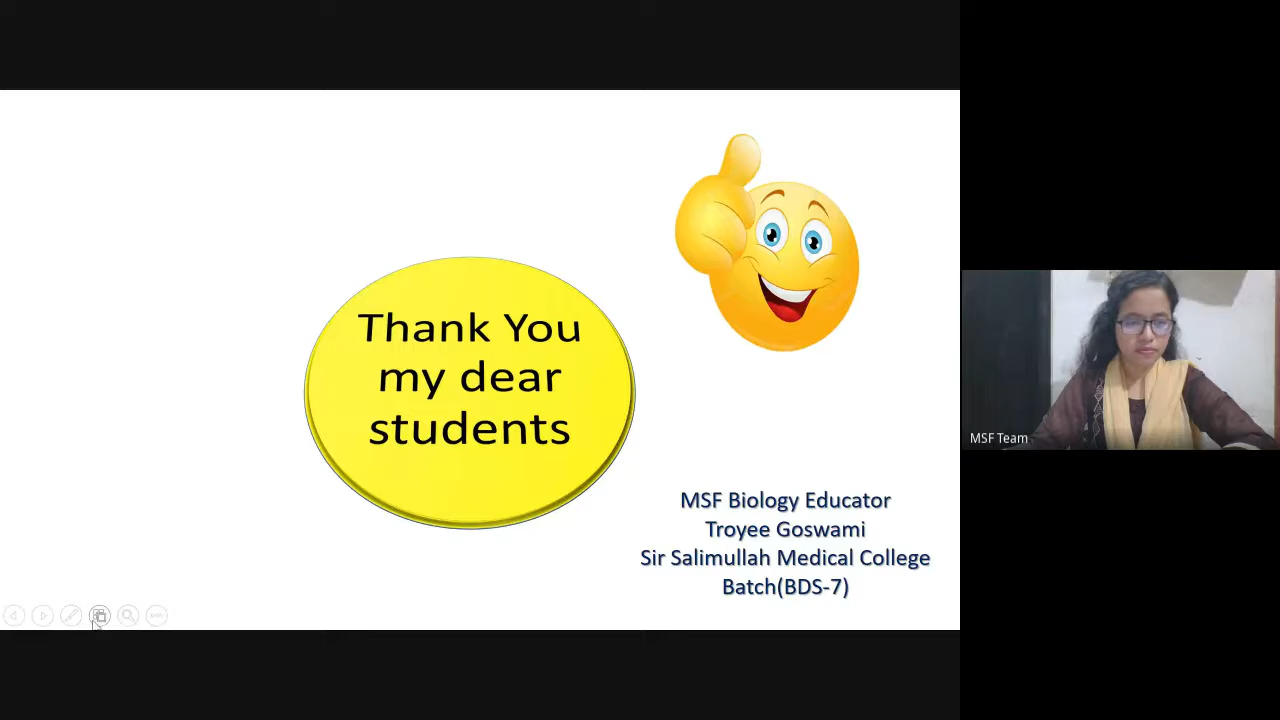 Thank You
my dear
students
MSF Biology Educator
Troyee Goswami
Sir Salimullah Medical College
Batch(BDS-7)
MSF Team